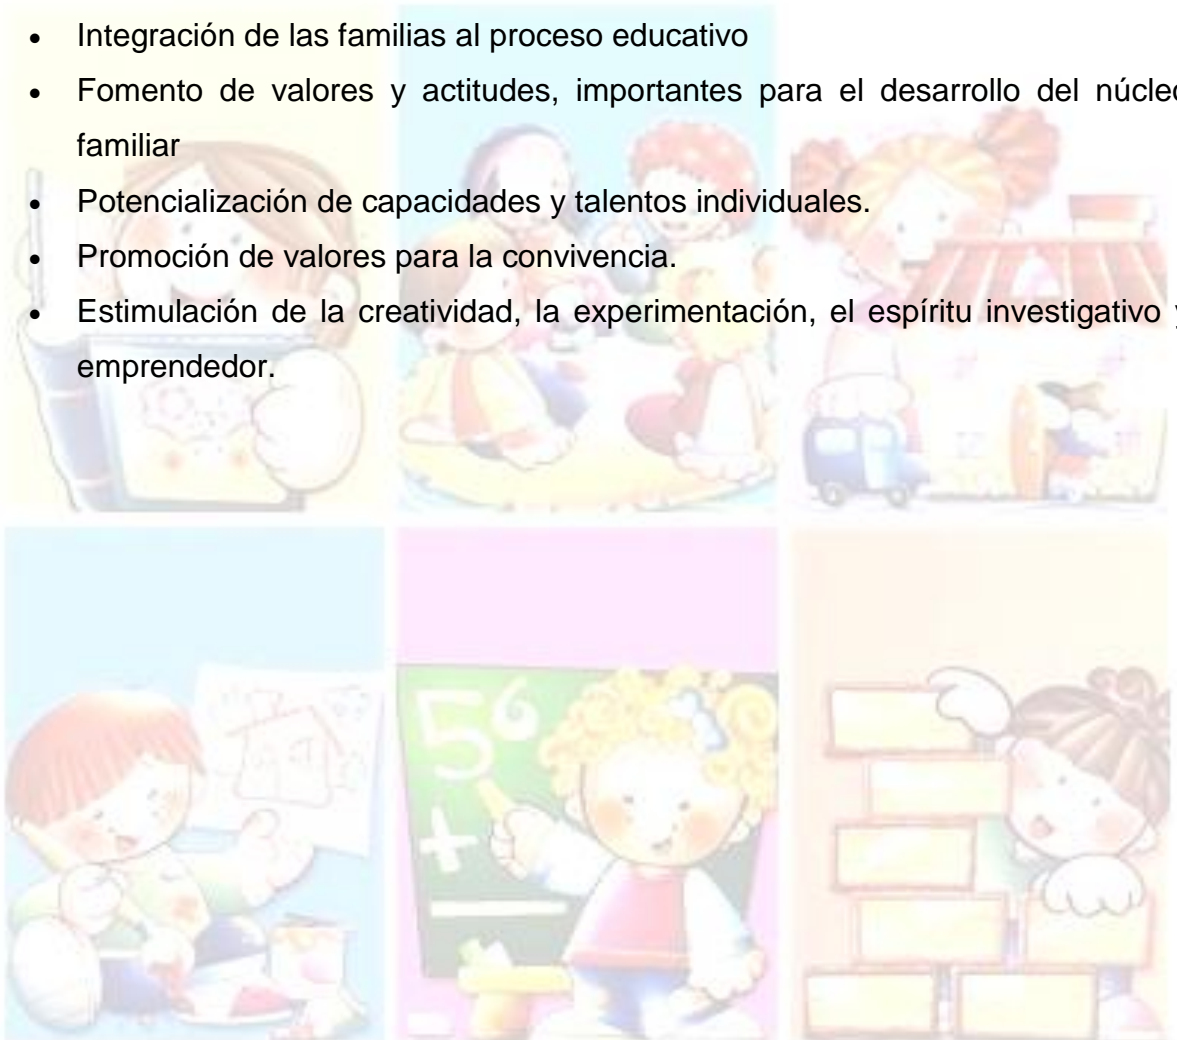 • Integración de las familias al proceso educativo
• Fomento de valores y actitudes, importantes para el desarrollo del núcleo
familiar
• Potencialización de capacidades y talentos individuales.
• Promoción de valores para la convivencia.
• Estimulación de la creatividad, la experimentación, el espíritu investigativo y
emprendedor.
5 6
+